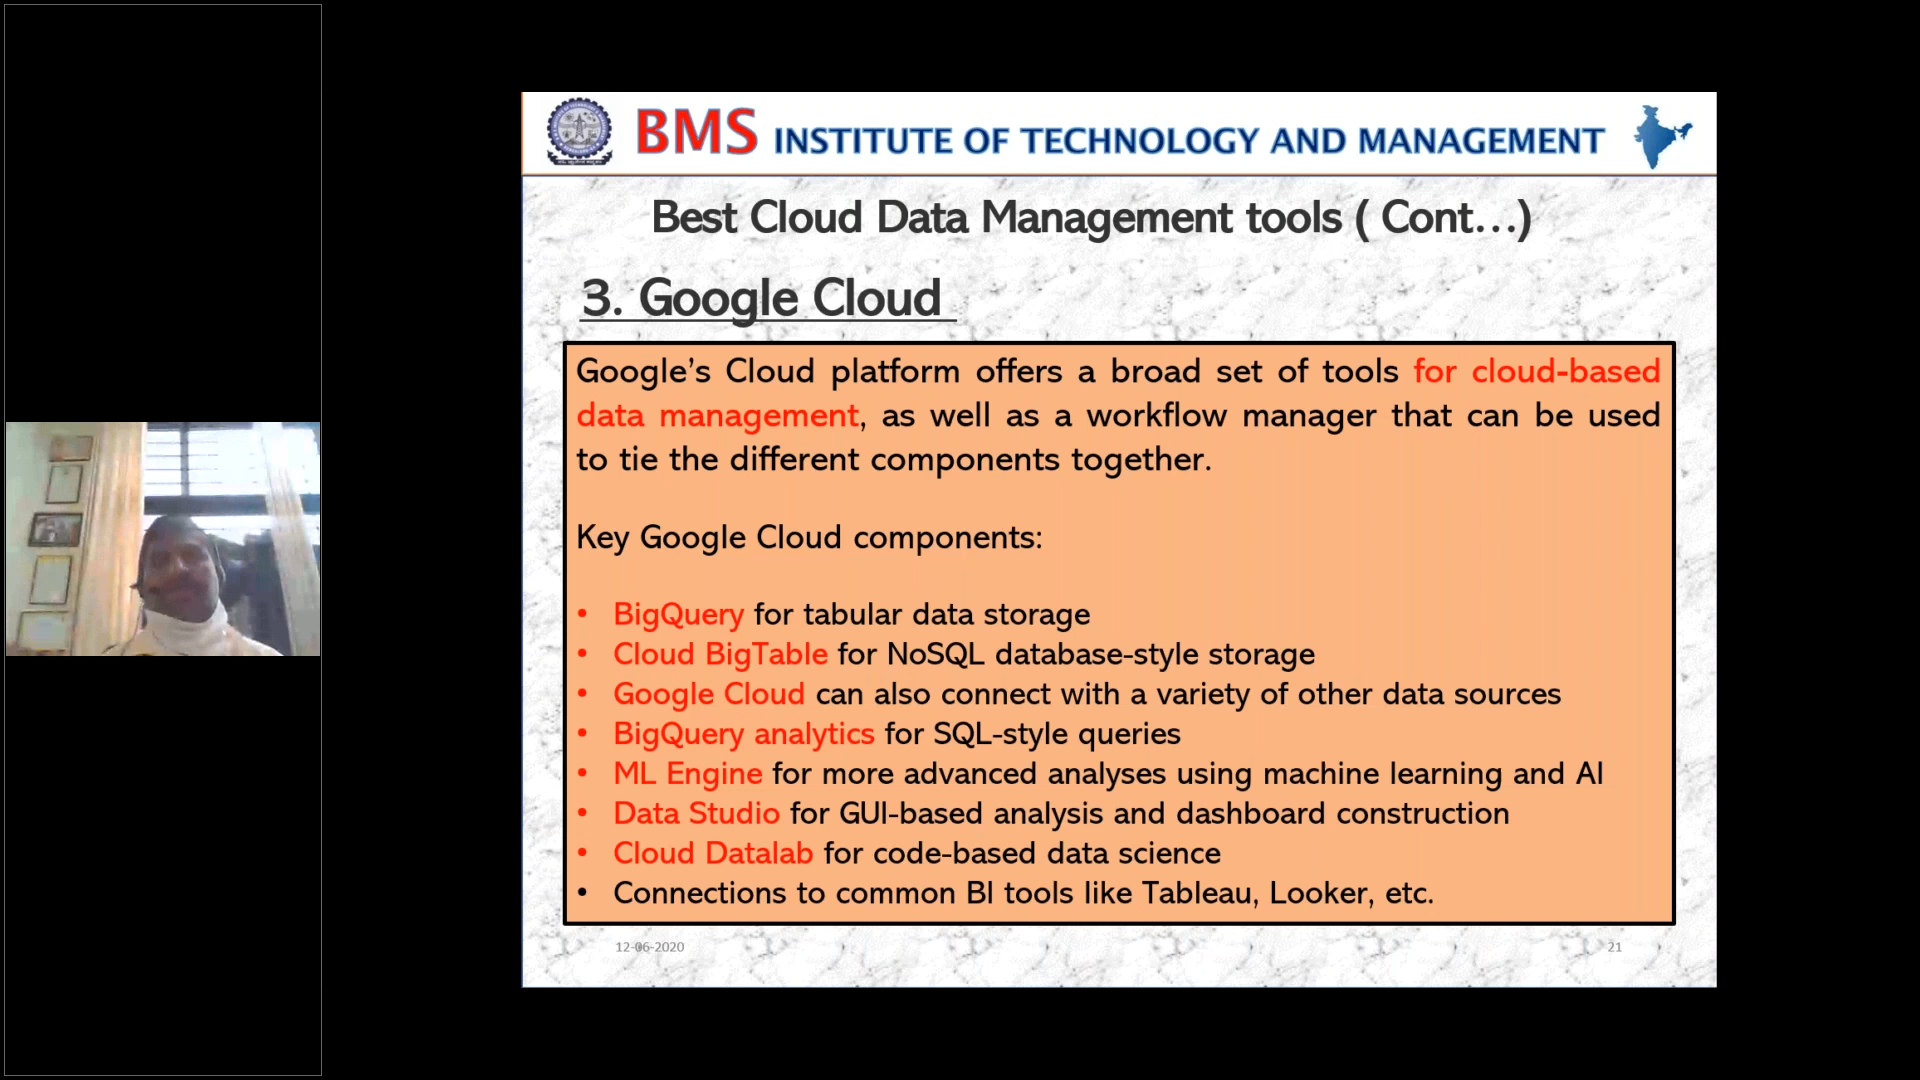 BMS INSTITUTE OF TECHNOLOGY AND MANAGEMENT
Best Cloud Data Management tools ( Cont...)
3. Google Cloud
Google's Cloud platform offers a broad set of tools for cloud-based
data management, as well as a workflow manager that can be used
to tie the different components together.
Key Google Cloud components:
• BigQuery for tabular data storage
• Cloud BigTable for NoSQL database-style storage
• Google Cloud can also connect with a variety of other data sources
• BigQuery analytics for SQL-style queries
• ML Engine for more advanced analyses using machine learning and AI
• Data Studio for GUI-based analysis and dashboard construction
• Cloud Datalab for code-based data science
• Connections to common BI tools like Tableau, Looker, etc.
12-06-2020
21